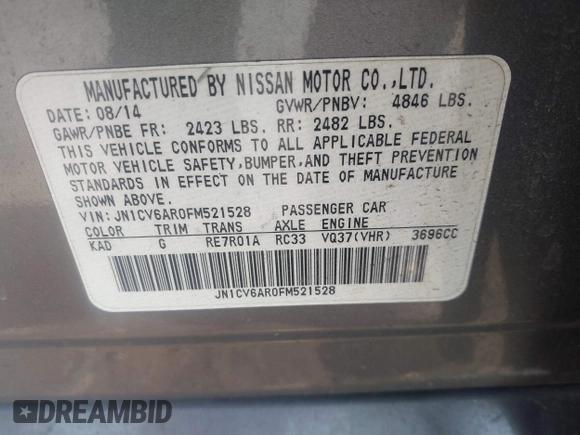 MANUFACTURED BY NISSAN MOTOR CO.,LTD.
DATE: 08/14 GVWR/PNBV: 4846 LBS.
GAWR/PNBE FR: 2423 LBS. RR: 2482 LBS.
THIS VEHICLE CONFORMS TO ALL APPLICABLE FEDERAL
MOTOR VEHICLE SAFETY,BUMPER,AND THEFT PREVENTION
STANDARDS IN EFFECT ON THE DATE OF MANUFACTURE
SHOWN ABOVE.
VIN:JN1CV6AR0FM521528 PASSENGER CAR
COLOR TRIM TRANS AXLE ENGINE
KAD G RE7R01A RC33 VQ37(VHR) 3696CC
JN1CV6AR0FM521528
DREAMBID